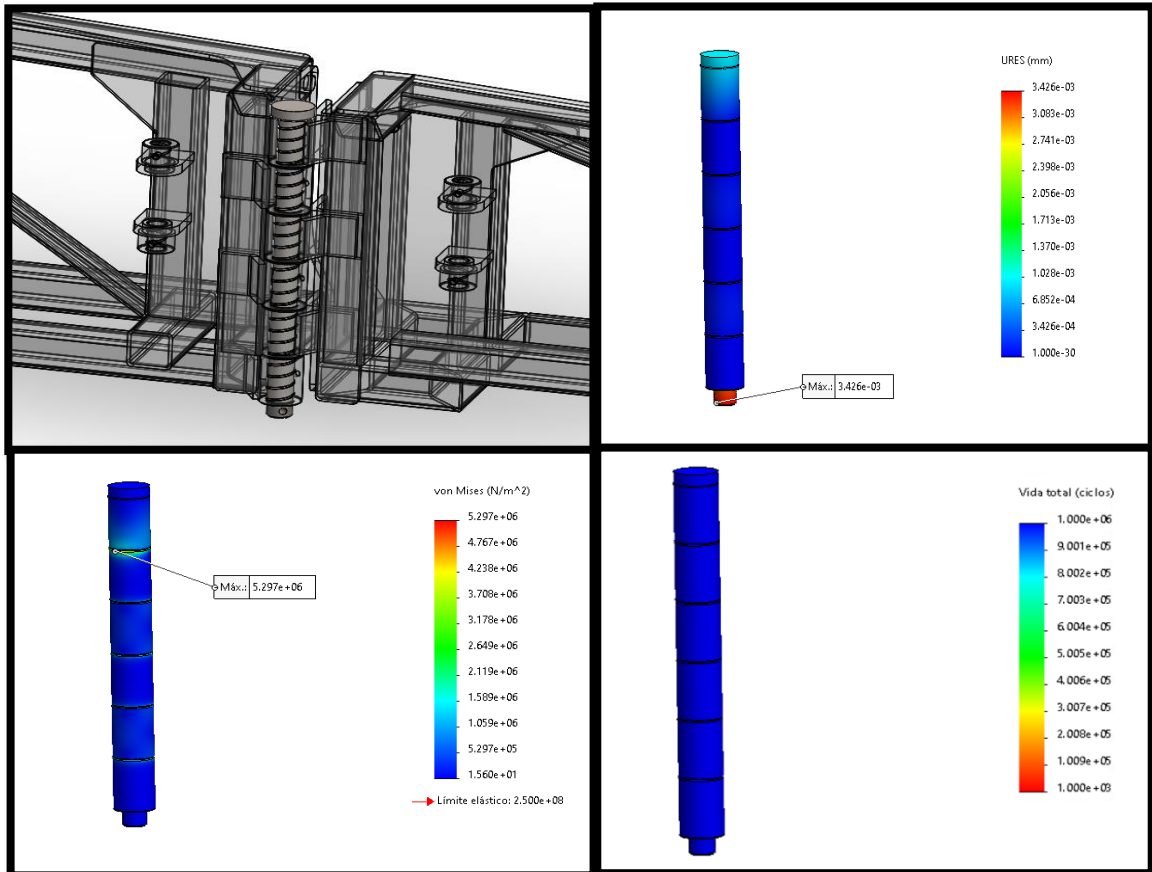 URES (mm)
3.426e-03
3.083e-03
2.741e-03
2.398e-03
2.056e-03
1.713e-03
1.370e-03
1.028e-03
6.852e-04
3.426e-04
1.000e-30
Máx.: 3.426e-03
von Mises (N/m^2)
5.297e+06
4.767e+06
4.238e+06
3.708e+06
3.178e+06
2.649e+06
2.119e+06
1.589e+06
1.059e+06
5.297e+05
1.560e+01
Límite elástico: 2.500e+08
Máx.: 5.297e+06
Vida total (ciclos)
1.000e+06
9.001e+05
8.002e+05
7.003e+05
6.004e+05
5.005e+05
4.006e+05
3.007e+05
2.008e+05
1.009e+05
1.000e+03